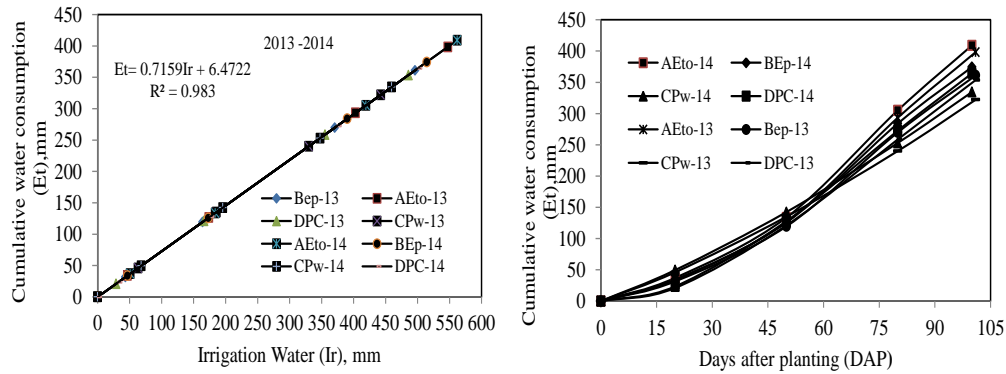 Cumulative water consumption
(Et),mm
450
400
350
300
250
200
150
100
50
0
2013 -2014
Et= 0.7159Ir + 6.4722
R² = 0.983
Bep-13
AEto-13
DPC-13
CPw-13
AEto-14
BEp-14
CPw-14
DPC-14
0 50 100 150 200 250 300 350 400 450 500 550 600
Irrigation Water (Ir), mm
Cumulative water consumption
(Et),mm
450
400
350
300
250
200
150
100
50
0
AEto-14
BEp-14
CPw-14
DPC-14
AEto-13
Bep-13
CPw-13
DPC-13
0 15 30 45 60 75 90 105
Days after planting (DAP)